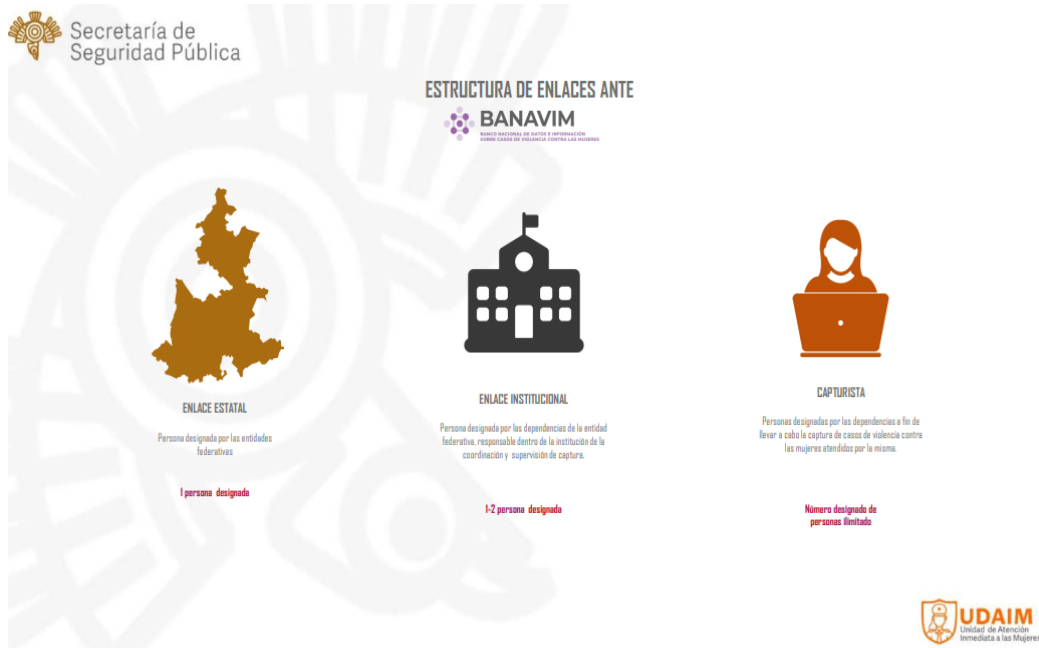 Secretaría de
Seguridad Pública
ESTRUCTURA DE ENLACES ANTE
BANAVIM
BANCO NACIONAL DE DATOS E INFORMACIÓN
SOBRE CASOS DE VIOLENCIA CONTRA LAS MUJERES
ENLACE ESTATAL
Persona designada por las entidades
federativas
1 persona designada
ENLACE INSTITUCIONAL
Persona designada por las dependencias de la entidad
federativa, responsable dentro de la institución de la
coordinación y supervisión de captura.
1-2 persona designada
CAPTURISTA
Personas designadas por las dependencias a fin de
llevar a cabo la captura de casos de violencia contra
las mujeres atendidos por la misma.
Número designado de
personas ilimitado
UDAIM
Unidad de Atención
Inmediata a las Mujeres